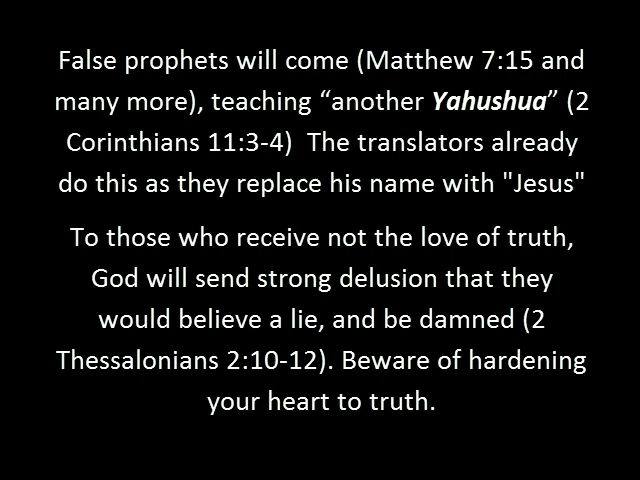 False prophets will come (Matthew 7:15 and
many more), teaching “another Yahushua” (2
Corinthians 11:3-4)  The translators already
do this as they replace his name with "Jesus"
To those who receive not the love of truth,
God will send strong delusion that they
would believe a lie, and be damned (2
Thessalonians 2:10-12). Beware of hardening
your heart to truth.